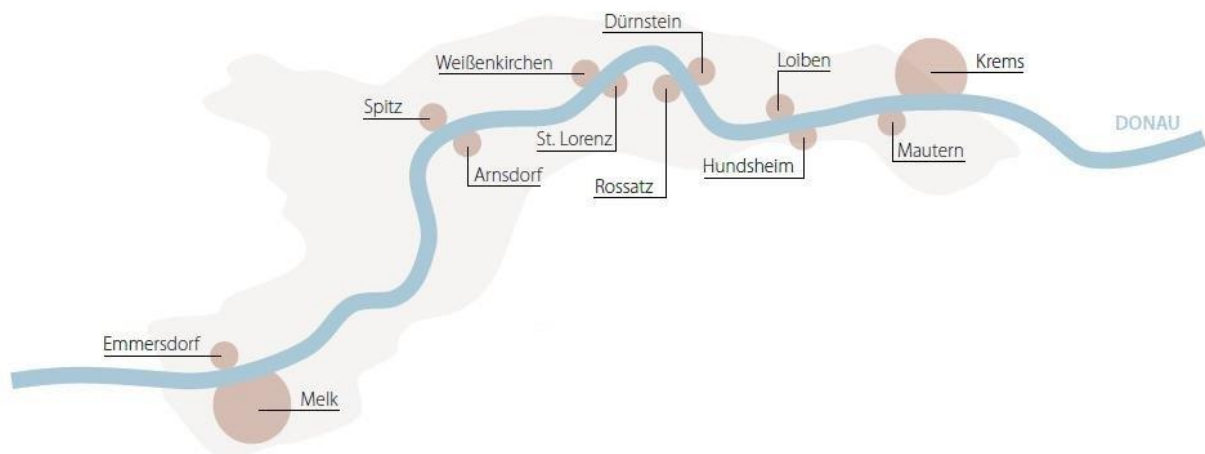 Dürnstein
Weißenkirchen
Loiben
Krems
Spitz
DONAU
St. Lorenz
Mautern
Hundsheim
Arnsdorf
Rossatz
Emmersdorf
Melk